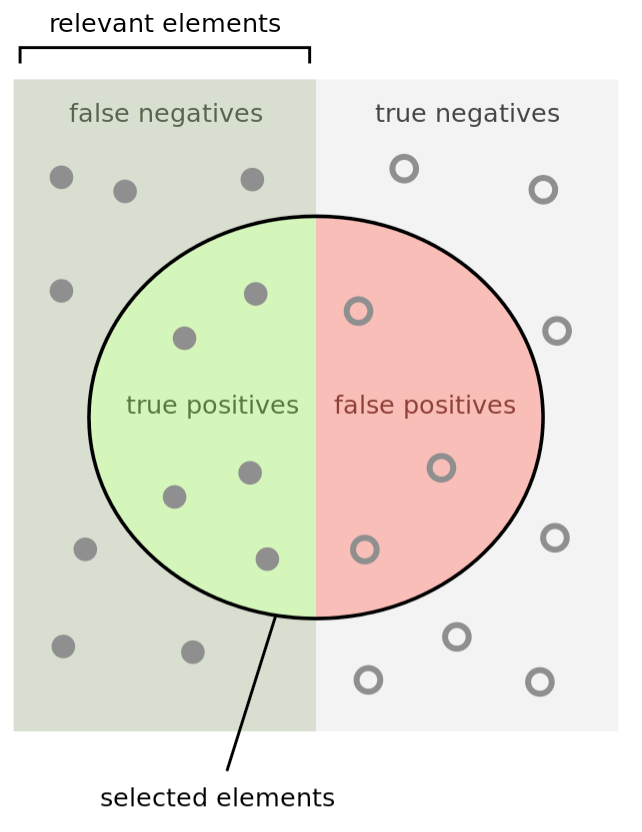 relevant elements
false negatives
true negatives
true positives
false positives
selected elements